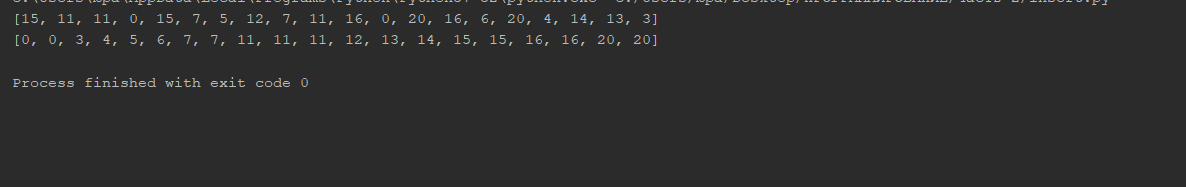 [15, 11, 11, 0, 15, 7, 5, 12, 7, 11, 16, 0, 20, 16, 6, 20, 4, 14, 13, 3]
[0, 0, 3, 4, 5, 6, 7, 7, 11, 11, 11, 12, 13, 14, 15, 15, 16, 16, 20, 20]
Process finished with exit code 0